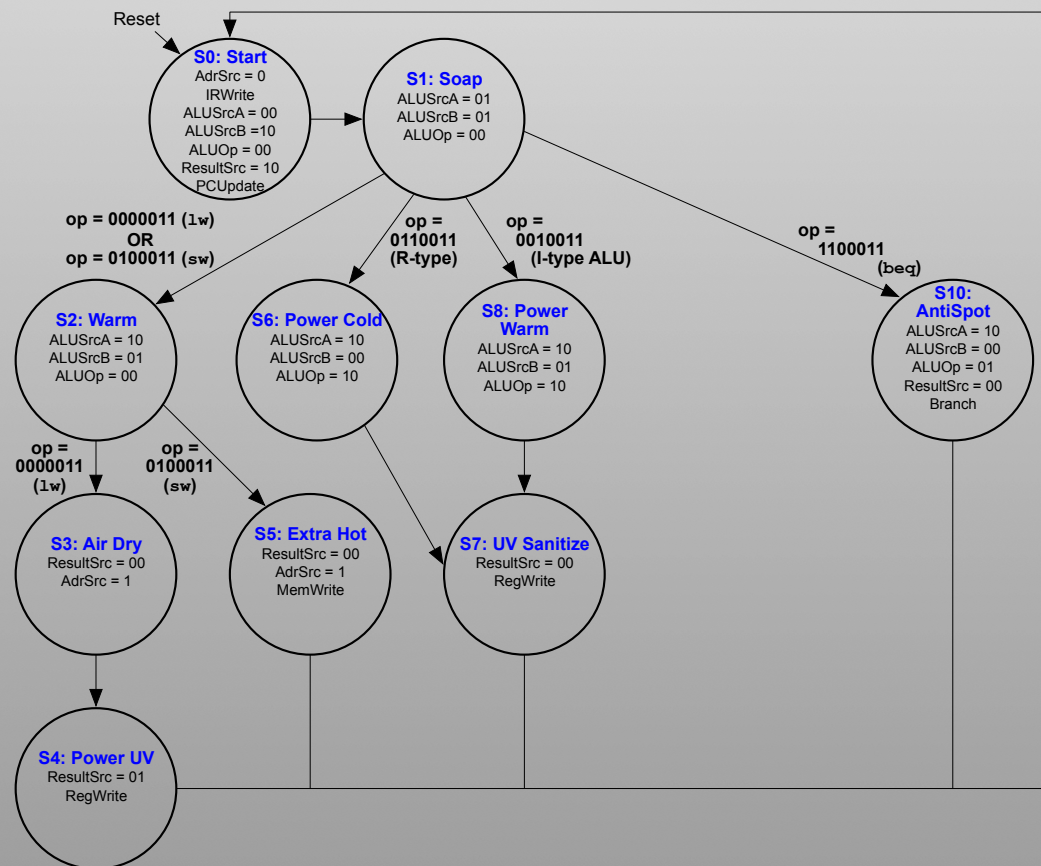 Reset
S0: Start
AdrSrc = 0
IRWrite
ALUSrcA = 00
ALUSrcB =10
ALUOp = 00
ResultSrc = 10
PCUpdate
S1: Soap
ALUSrcA = 01
ALUSrcB = 01
ALUOp = 00
op = 0000011 (lw)
OR
op = 0100011 (sw)
op =
0110011
(R-type)
op =
0010011
(I-type ALU)
op =
1100011
(beq)
S2: Warm
ALUSrcA = 10
ALUSrcB = 01
ALUOp = 00
S6: Power Cold
ALUSrcA = 10
ALUSrcB = 00
ALUOp = 10
S8: Power
Warm
ALUSrcA = 10
ALUSrcB = 01
ALUOp = 10
S10:
AntiSpot
ALUSrcA = 10
ALUSrcB = 00
ALUOp = 01
ResultSrc = 00
Branch
op =
0000011
(lw)
op =
0100011
(sw)
S3: Air Dry
ResultSrc = 00
AdrSrc = 1
S5: Extra Hot
ResultSrc = 00
AdrSrc = 1
MemWrite
S7: UV Sanitize
ResultSrc = 00
RegWrite
S4: Power UV
ResultSrc = 01
RegWrite